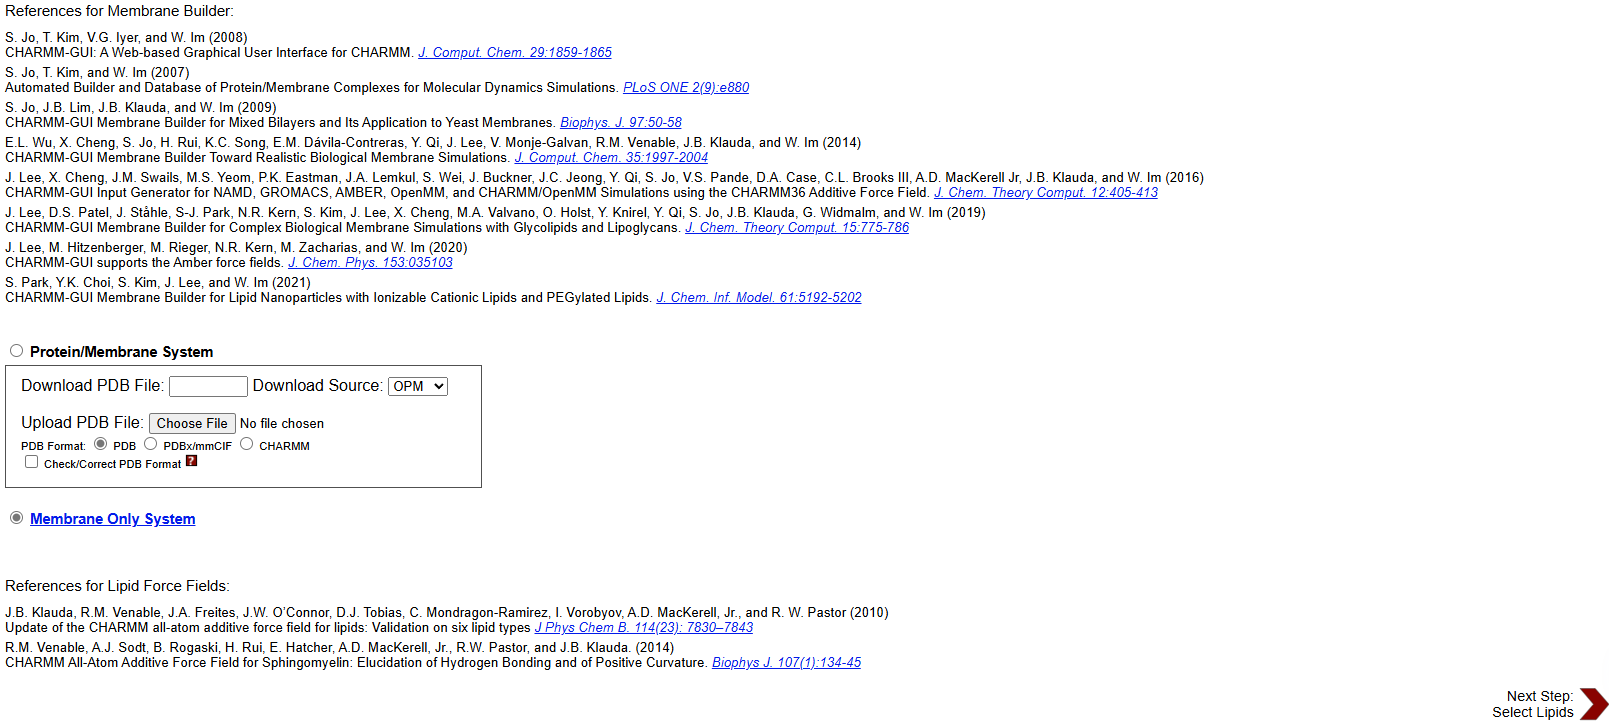 References for Membrane Builder:
S. Jo, T. Kim, V.G. Iyer, and W. Im (2008)
CHARMM-GUI: A Web-based Graphical User Interface for CHARMM. J. Comput. Chem. 29:1859-1865
S. Jo, T. Kim, and W. Im (2007)
Automated Builder and Database of Protein/Membrane Complexes for Molecular Dynamics Simulations. PLoS ONE 2(9):e880
S. Jo, J.B. Lim, J.B. Klauda, and W. Im (2009)
CHARMM-GUI Membrane Builder for Mixed Bilayers and Its Application to Yeast Membranes. Biophys. J. 97:50-58
E.L. Wu, X. Cheng, S. Jo, H. Rui, K.C. Song, E.M. Dávila-Contreras, Y. Qi, J. Lee, V. Monje-Galvan, R.M. Venable, J.B. Klauda, and W. Im (2014)
CHARMM-GUI Membrane Builder Toward Realistic Biological Membrane Simulations. J. Comput. Chem. 35:1997-2004
J. Lee, X. Cheng, J.M. Swails, M.S. Yeom, P.K. Eastman, J.A. Lemkul, S. Wei, J. Buckner, J.C. Jeong, Y. Qi, S. Jo, V.S. Pande, D.A. Case, C.L. Brooks III, A.D. MacKerell Jr, J.B. Klauda, and W. Im (2016)
CHARMM-GUI Input Generator for NAMD, GROMACS, AMBER, OpenMM, and CHARMM/OpenMM Simulations using the CHARMM36 Additive Force Field. J. Chem. Theory Comput. 12:405-413
J. Lee, D.S. Patel, J. Ståhle, S-J. Park, N.R. Kern, S. Kim, J. Lee, X. Cheng, M.A. Valvano, O. Holst, Y. Knirel, Y. Qi, S. Jo, J.B. Klauda, G. Widmalm, and W. Im (2019)
CHARMM-GUI Membrane Builder for Complex Biological Membrane Simulations with Glycolipids and Lipoglycans. J. Chem. Theory Comput. 15:775-786
J. Lee, M. Hitzenberger, M. Rieger, N.R. Kern, M. Zacharias, and W. Im (2020)
CHARMM-GUI supports the Amber force fields. J. Chem. Phys. 153:035103
S. Park, Y.K. Choi, S. Kim, J. Lee, and W. Im (2021)
CHARMM-GUI Membrane Builder for Lipid Nanoparticles with Ionizable Cationic Lipids and PEGylated Lipids. J. Chem. Inf. Model. 61:5192-5202
Protein/Membrane System
Download PDB File: Download Source: OPM
Upload PDB File: Choose File No file chosen
PDB Format: PDB PDBx/mmCIF CHARMM
Check/Correct PDB Format ?
Membrane Only System
References for Lipid Force Fields:
J.B. Klauda, R.M. Venable, J.A. Freites, J.W. O’Connor, D.J. Tobias, C. Mondragon-Ramirez, I. Vorobyov, A.D. MacKerell, Jr., and R. W. Pastor (2010)
Update of the CHARMM all-atom additive force field for lipids: Validation on six lipid types J Phys Chem B. 114(23): 7830–7843
R.M. Venable, A.J. Sodt, B. Rogaski, H. Rui, E. Hatcher, A.D. MacKerell, Jr., R.W. Pastor, and J.B. Klauda. (2014)
CHARMM All-Atom Additive Force Field for Sphingomyelin: Elucidation of Hydrogen Bonding and of Positive Curvature. Biophys J. 107(1):134-45
Next Step:
Select Lipids